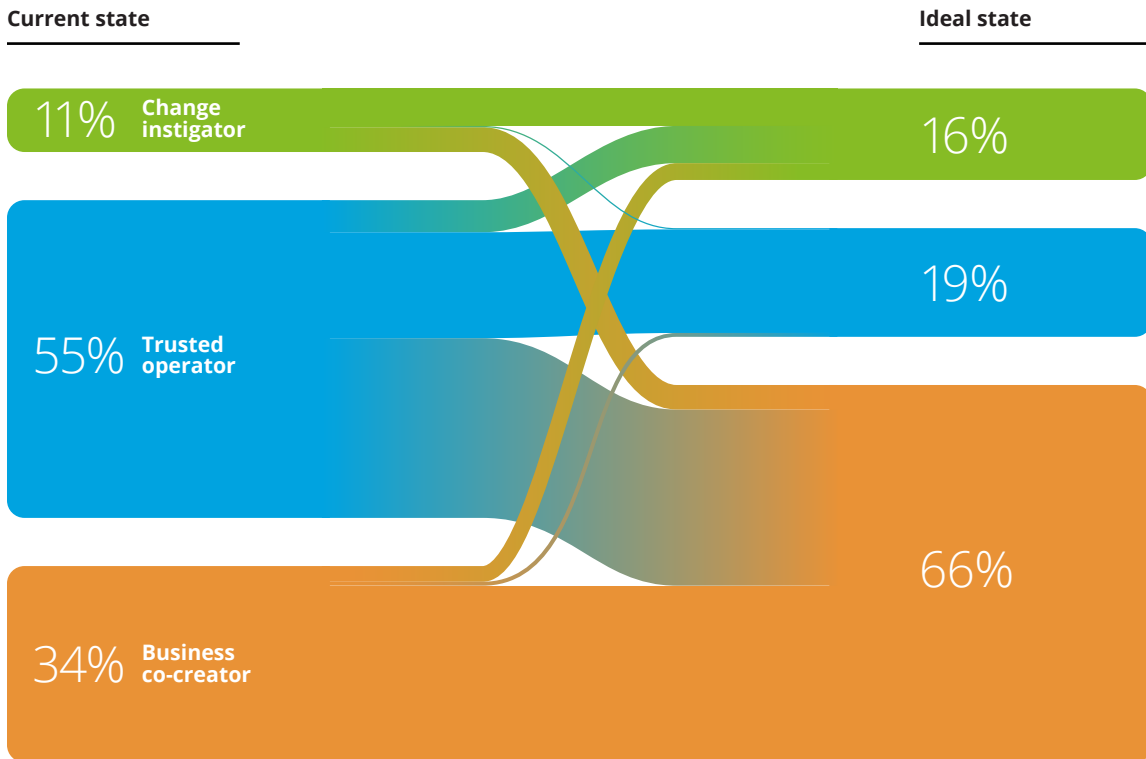 Current state
Ideal state
11%
Change
instigator
16%
19%
55%
Trusted
operator
66%
34%
Business
co-creator